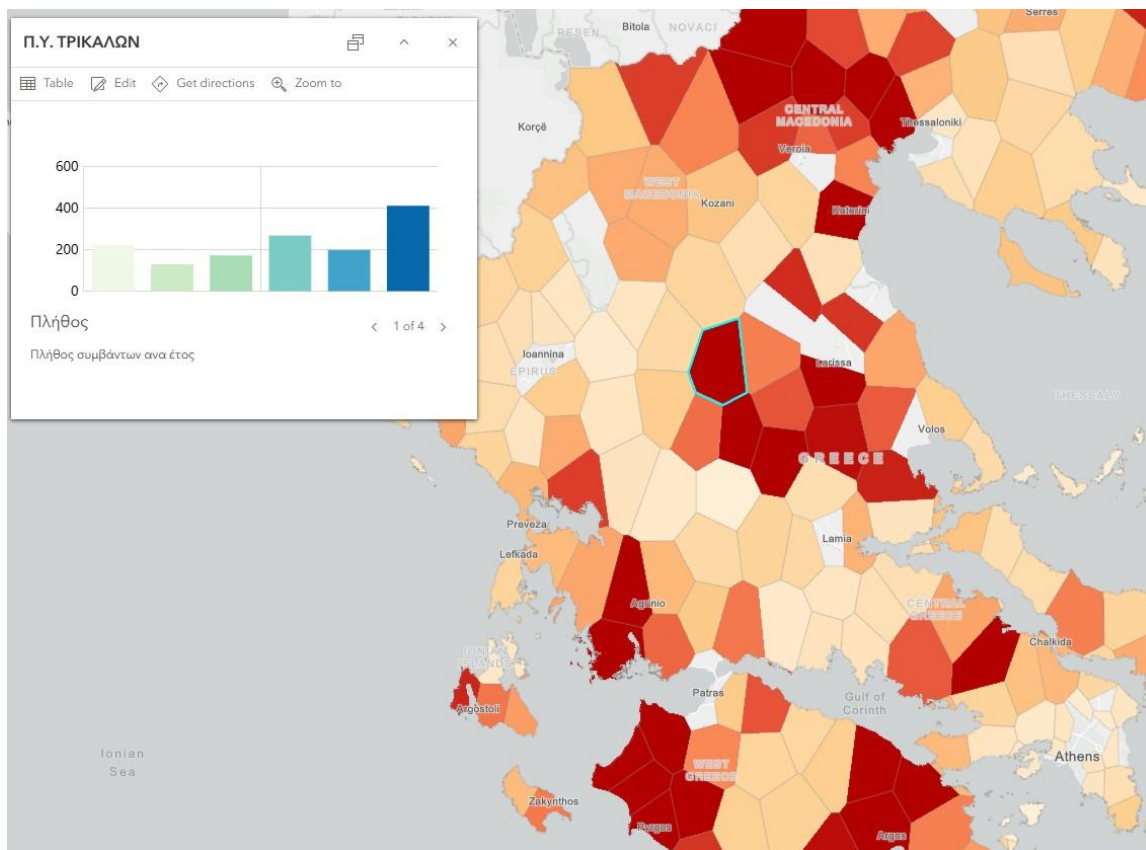 Π.Υ. ΤΡΙΚΑΛΩΝ
Table Edit Get directions Zoom to
600
400
200
0
Πλήθος
1 of 4
Πλήθος συμβάντων ανα έτος
RESEN
Bitola
NOVACI
Serres
Korçë
CENTRAL
MACEDONIA
Thessaloniki
Veroia
WEST
MACEDONIA
Kozani
Katerini
Ioannina
EPIRUS
Larissa
THESSALY
Volos
GREECE
Preveza
Lefkada
Lamia
Agrinio
CENTRAL
GREECE
Chalkida
IONIAN
ISLANDS
Argostoli
Patras
Gulf of
Corinth
Ionian
Sea
WEST
GREECE
Athens
Zakynthos
Pyrgos
Argos